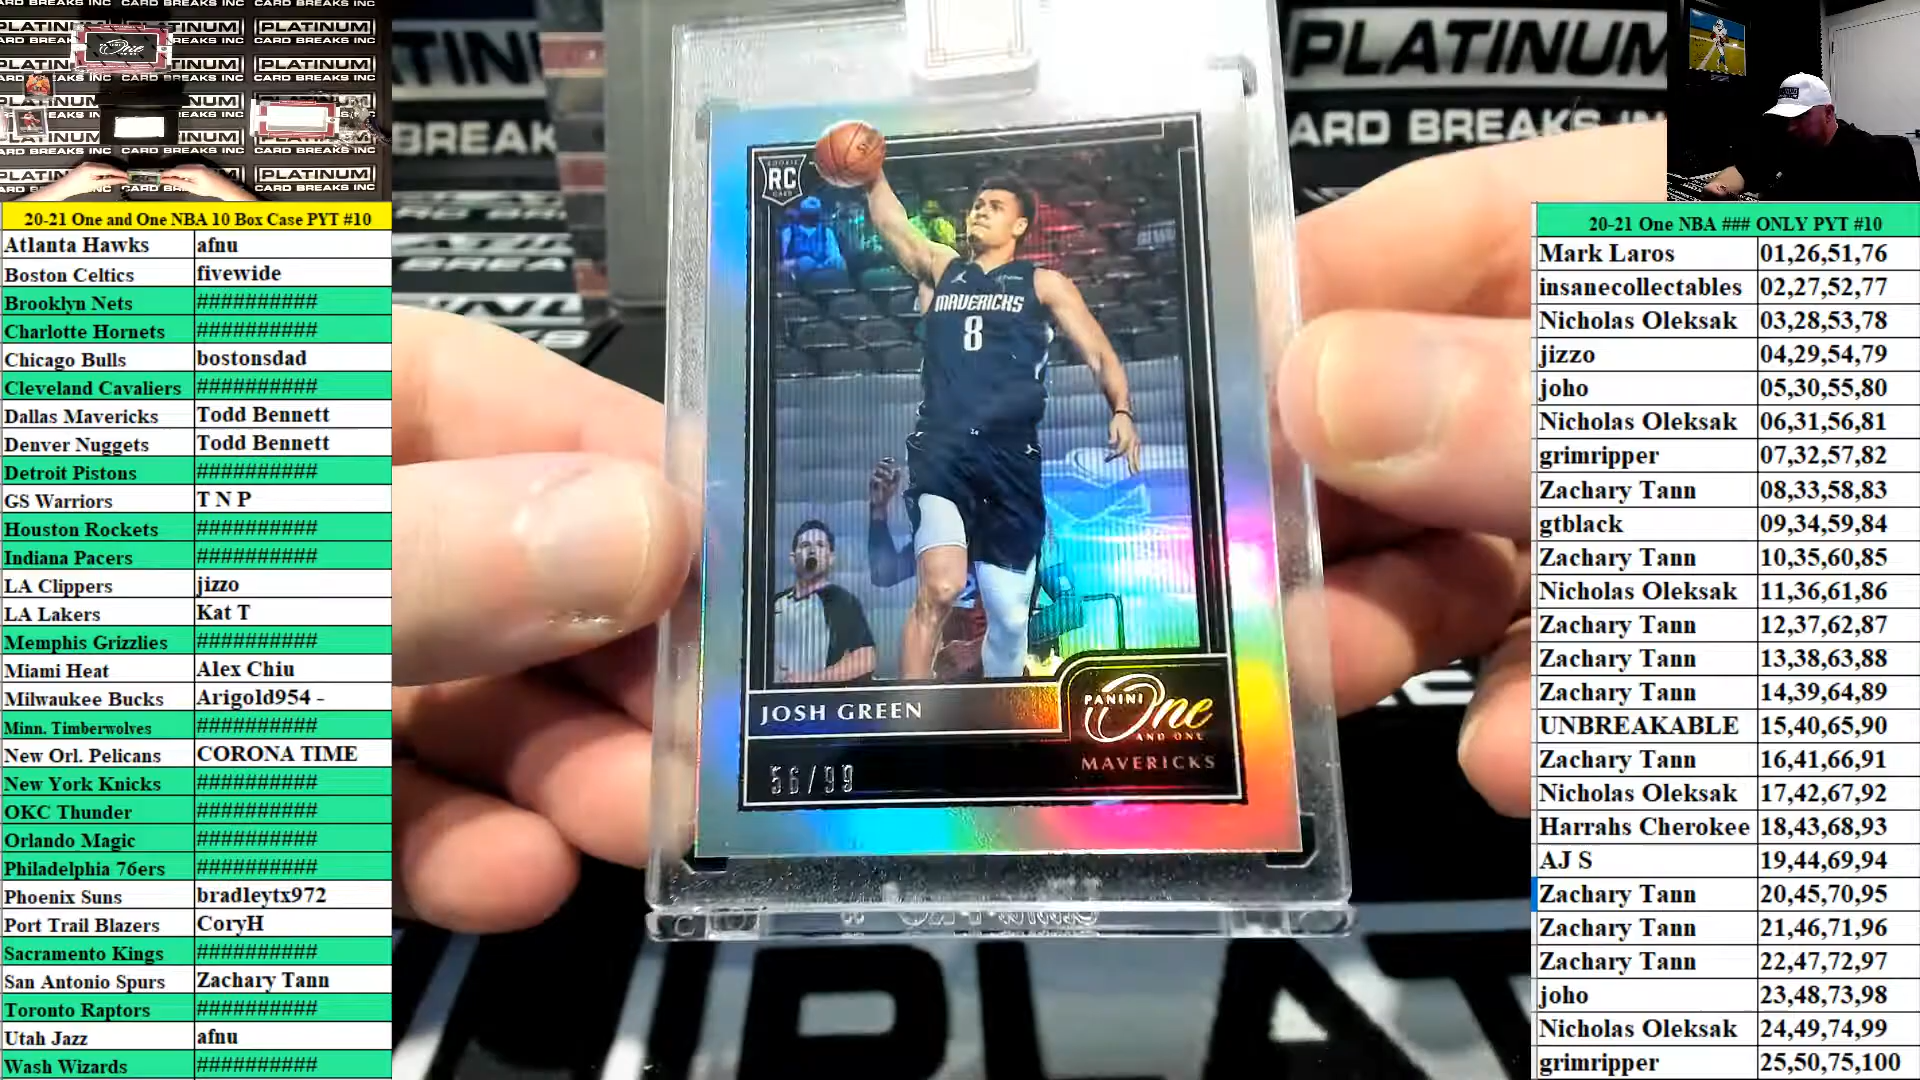 20-21 One and One NBA 10 Box Case PYT #10
Atlanta Hawks afnu
Boston Celtics fivewide
Brooklyn Nets ##########
Charlotte Hornets ##########
Chicago Bulls bostonsdad
Cleveland Cavaliers ##########
Dallas Mavericks Todd Bennett
Denver Nuggets Todd Bennett
Detroit Pistons ##########
GS Warriors T N P
Houston Rockets ##########
Indiana Pacers ##########
LA Clippers jizzo
LA Lakers Kat T
Memphis Grizzlies ##########
Miami Heat Alex Chiu
Milwaukee Bucks Arigold954 -
Minn. Timberwolves ##########
New Orl. Pelicans CORONA TIME
New York Knicks ##########
OKC Thunder ##########
Orlando Magic ##########
Philadelphia 76ers ##########
Phoenix Suns bradleytx972
Port Trail Blazers CoryH
Sacramento Kings ##########
San Antonio Spurs Zachary Tann
Toronto Raptors ##########
Utah Jazz afnu
Wash Wizards ##########
PLATINUM
CARD BREAKS INC
ROOKIE
RC
CARD
MAVERICKS
8
JOSH GREEN
PANINI
One
AND ONE
MAVERICKS
56/99
20-21 One NBA ### ONLY PYT #10
Mark Laros 01,26,51,76
insanecollectables 02,27,52,77
Nicholas Oleksak 03,28,53,78
jizzo 04,29,54,79
joho 05,30,55,80
Nicholas Oleksak 06,31,56,81
grimripper 07,32,57,82
Zachary Tann 08,33,58,83
gtblack 09,34,59,84
Zachary Tann 10,35,60,85
Nicholas Oleksak 11,36,61,86
Zachary Tann 12,37,62,87
Zachary Tann 13,38,63,88
Zachary Tann 14,39,64,89
UNBREAKABLE 15,40,65,90
Zachary Tann 16,41,66,91
Nicholas Oleksak 17,42,67,92
Harrahs Cherokee 18,43,68,93
AJ S 19,44,69,94
Zachary Tann 20,45,70,95
Zachary Tann 21,46,71,96
Zachary Tann 22,47,72,97
joho 23,48,73,98
Nicholas Oleksak 24,49,74,99
grimripper 25,50,75,100